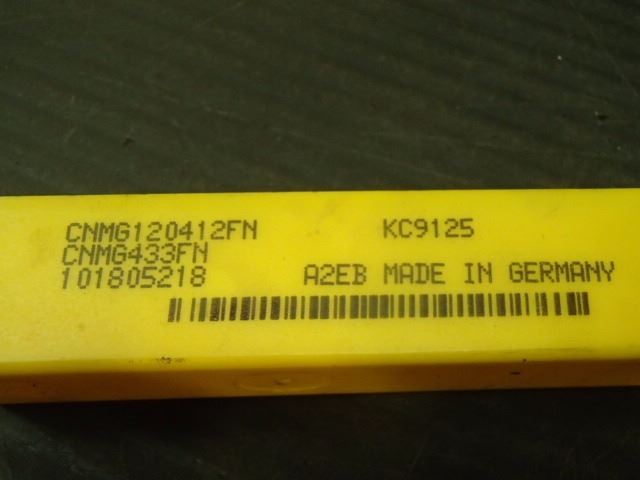 CNMG120412FN KC9125
CNMG433FN
101805218 A2EB MADE IN GERMANY